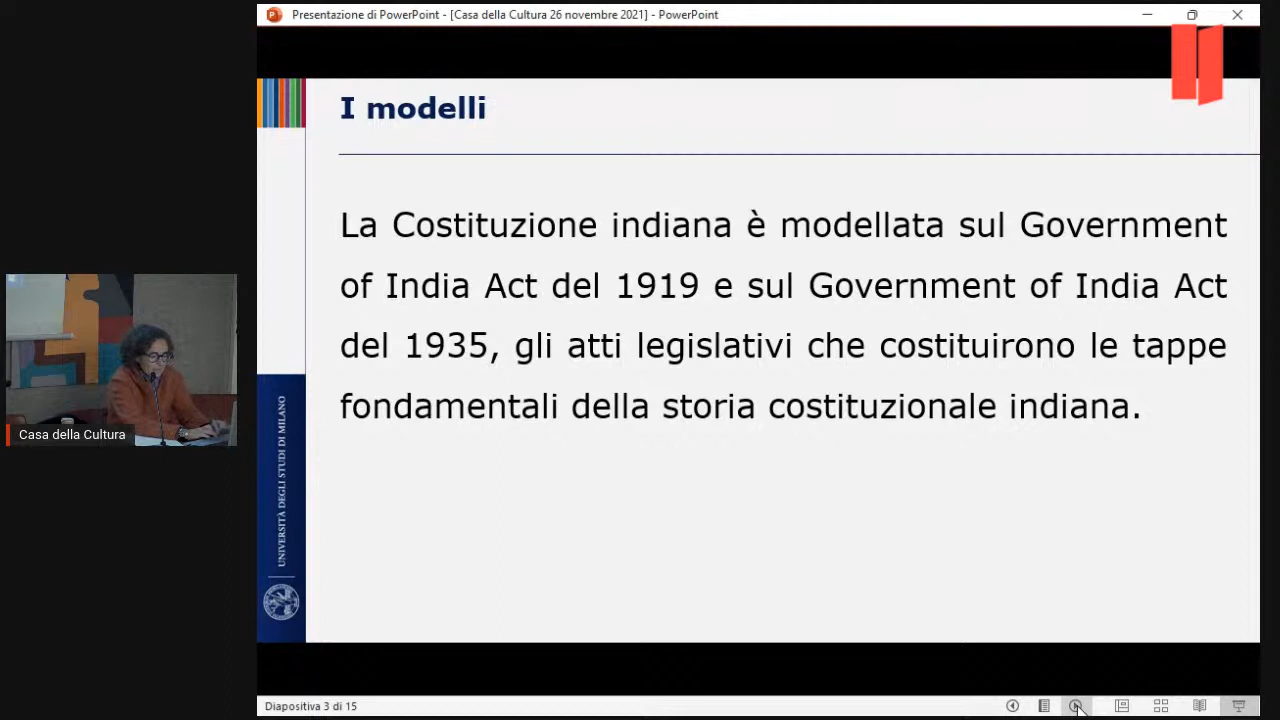 Presentazione di PowerPoint - [Casa della Cultura 26 novembre 2021] - PowerPoint
I modelli
La Costituzione indiana è modellata sul Government
of India Act del 1919 e sul Government of India Act
del 1935, gli atti legislativi che costituirono le tappe
fondamentali della storia costituzionale indiana.
Casa della Cultura
UNIVERSITÀ DEGLI STUDI DI MILANO
Diapositiva 3 di 15